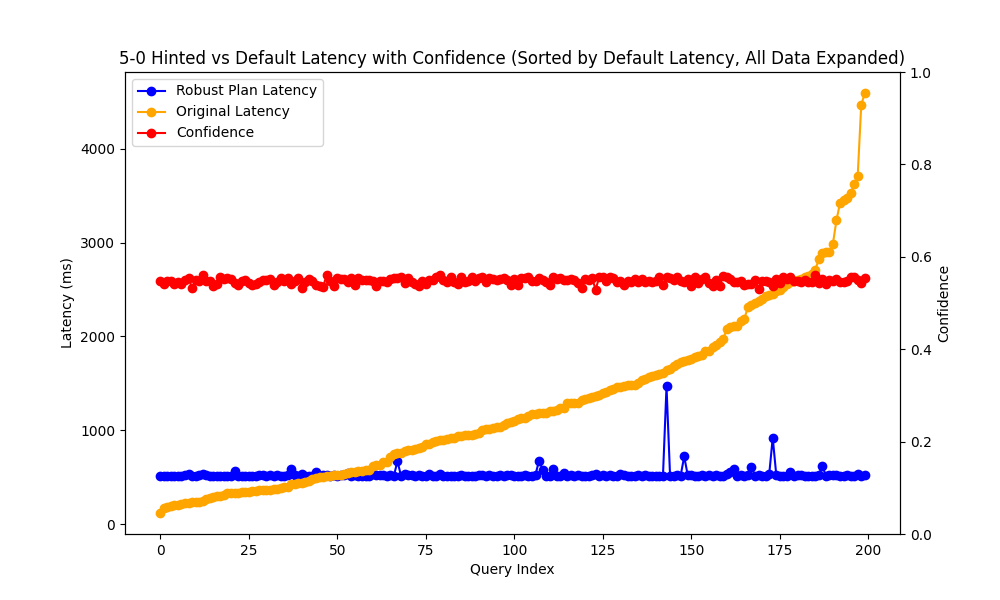 5-0 Hinted vs Default Latency with Confidence (Sorted by Default Latency, All Data Expanded)
Robust Plan Latency
Original Latency
Confidence
Latency (ms)
4000
3000
2000
1000
0
1.0
0.8
0.6
0.4
0.2
0.0
Confidence
0 25 50 75 100 125 150 175 200
Query Index